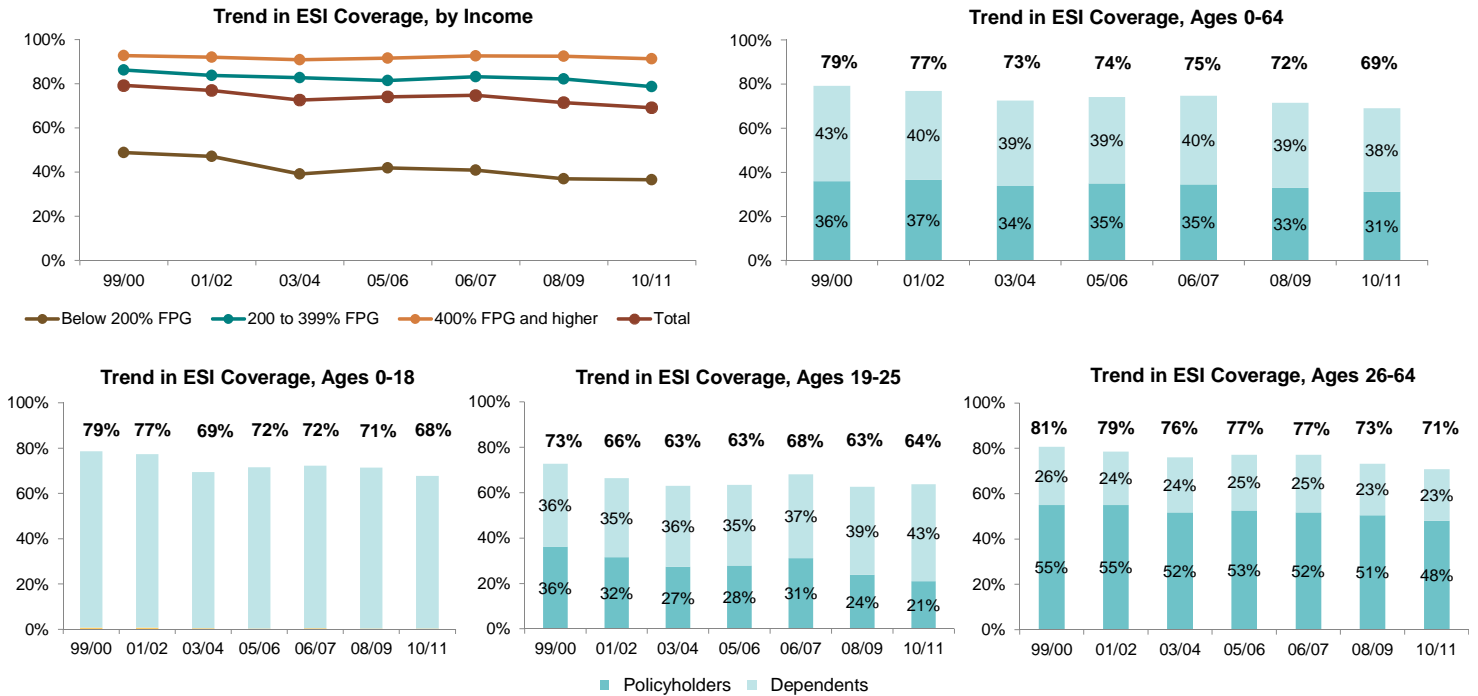 Trend in ESI Coverage, by Income
100%
80%
60%
40%
20%
0%
99/00 01/02 03/04 05/06 06/07 08/09 10/11
Below 200% FPG 200 to 399% FPG 400% FPG and higher Total
Trend in ESI Coverage, Ages 0-64
100%
79% 77% 73% 74% 75% 72% 69%
80%
60%
43% 40% 39% 39% 40% 39% 38%
40%
20%
36% 37% 34% 35% 35% 33% 31%
0%
99/00 01/02 03/04 05/06 06/07 08/09 10/11
Trend in ESI Coverage, Ages 0-18
100%
79% 77% 69% 72% 72% 71% 68%
80%
60%
40%
20%
0%
99/00 01/02 03/04 05/06 06/07 08/09 10/11
Trend in ESI Coverage, Ages 19-25
100%
73% 66% 63% 63% 68% 63% 64%
80%
60%
36% 35% 36% 35% 37% 39% 43%
40%
20%
36% 32% 27% 28% 31% 24% 21%
0%
99/00 01/02 03/04 05/06 06/07 08/09 10/11
Policyholders Dependents
Trend in ESI Coverage, Ages 26-64
100%
81% 79% 76% 77% 77% 73% 71%
80%
26% 24% 24% 25% 25% 23% 23%
60%
40%
55% 55% 52% 53% 52% 51% 48%
20%
0%
99/00 01/02 03/04 05/06 06/07 08/09 10/11